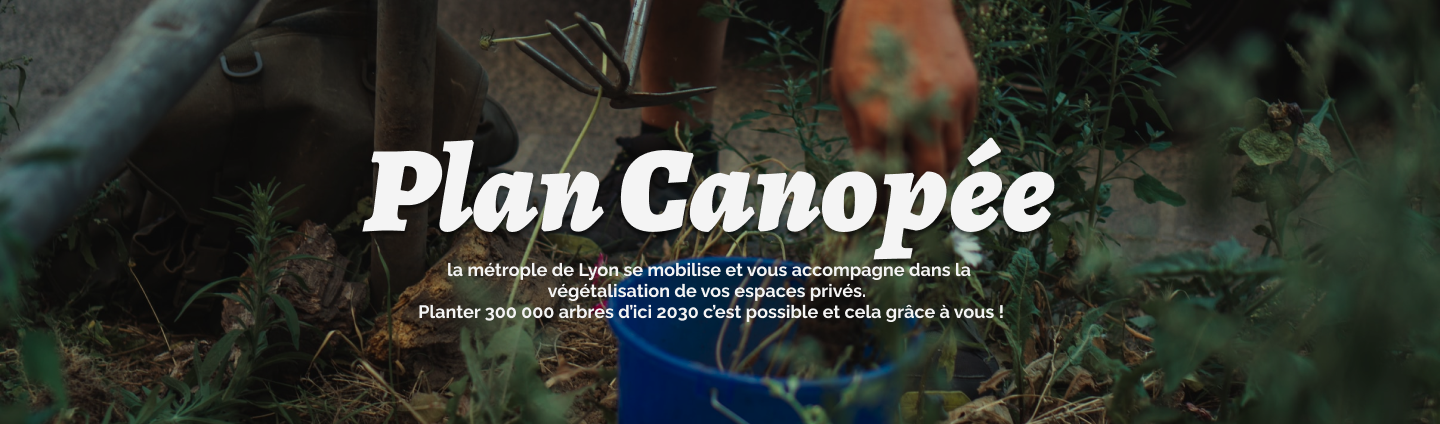 Plan Canopée
la métrople de Lyon se mobilise et vous accompagne dans la
végétalisation de vos espaces privés.
Planter 300 000 arbres d'ici 2030 c'est possible et cela grâce à vous !